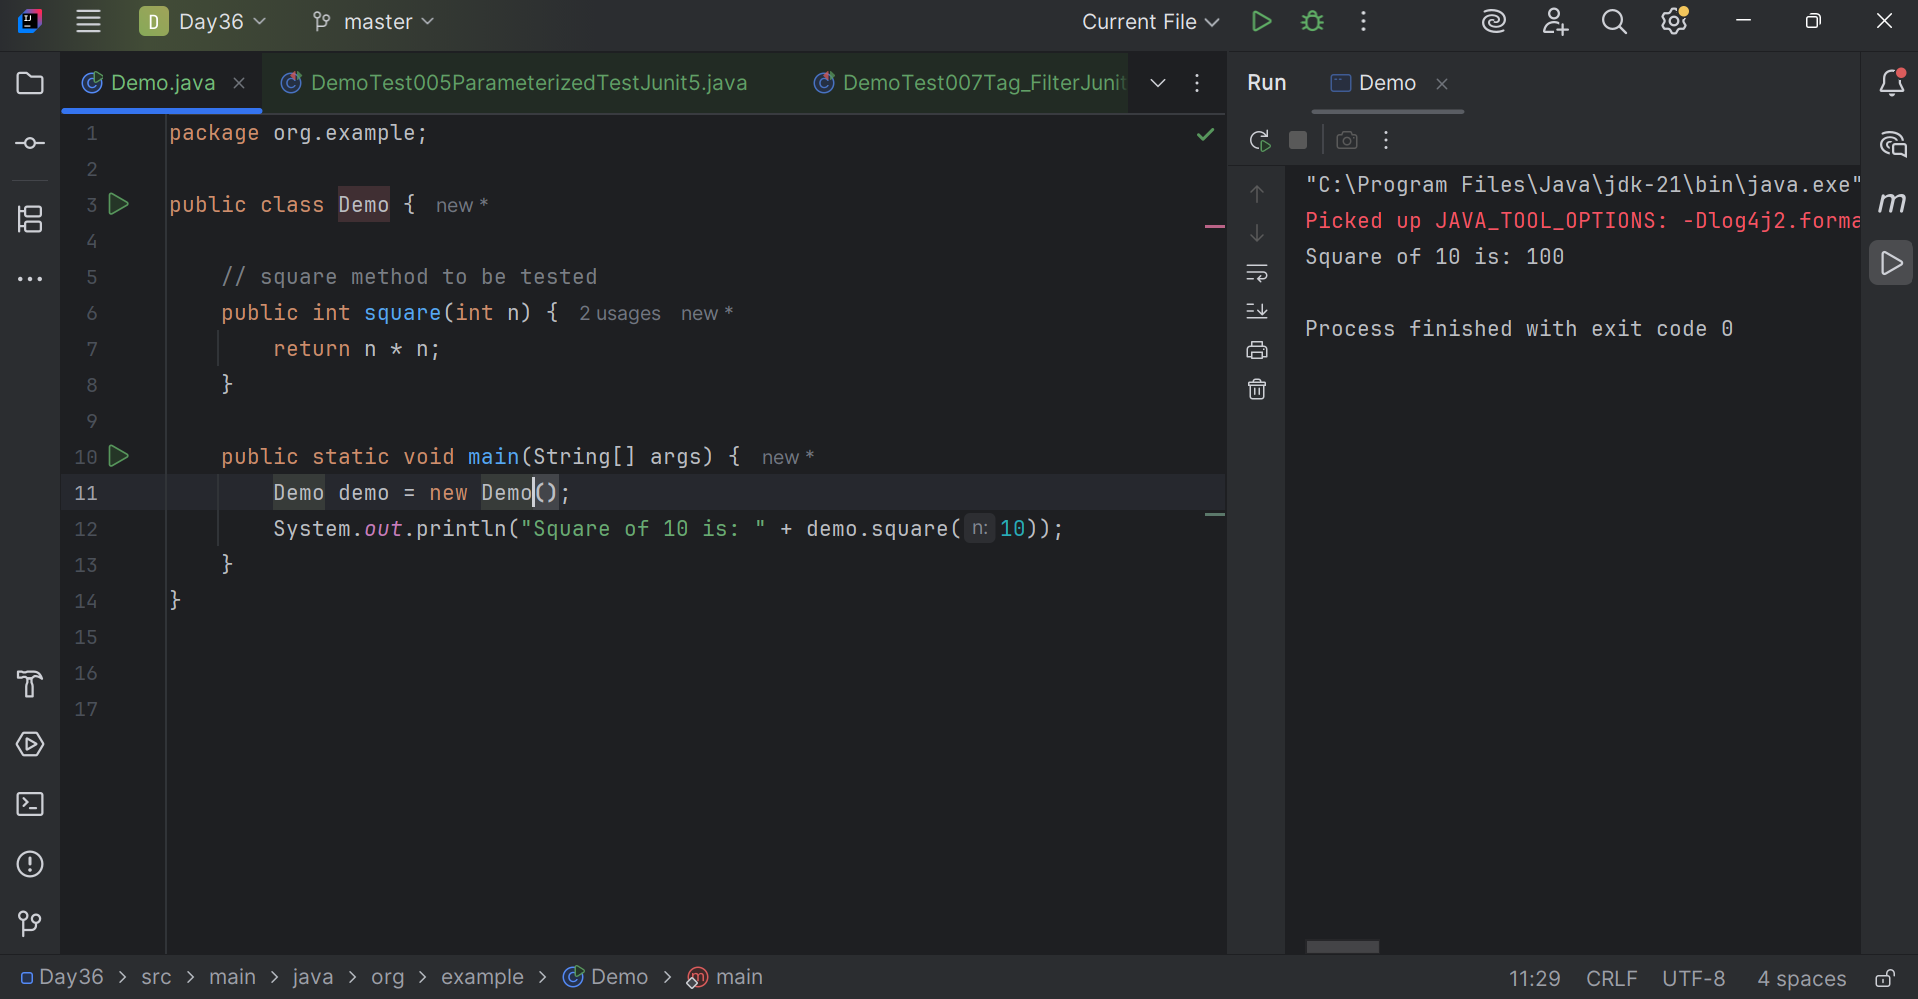 D Day36 master Current File
Demo.java DemoTest005ParameterizedTestJunit5.java DemoTest007Tag_FilterJunit
Run Demo
1 package org.example;
2
3 public class Demo { new *
4
5 // square method to be tested
6 public int square(int n) { 2 usages new *
7 return n * n;
8 }
9
10 public static void main(String[] args) { new *
11 Demo demo = new Demo();
12 System.out.println("Square of 10 is: " + demo.square( n: 10));
13 }
14 }
15
16
17
"C:\Program Files\Java\jdk-21\bin\java.exe"
Picked up JAVA_TOOL_OPTIONS: -Dlog4j2.forma
Square of 10 is: 100
Process finished with exit code 0
m
Day36 > src > main > java > org > example > Demo > main
11:29 CRLF UTF-8 4 spaces